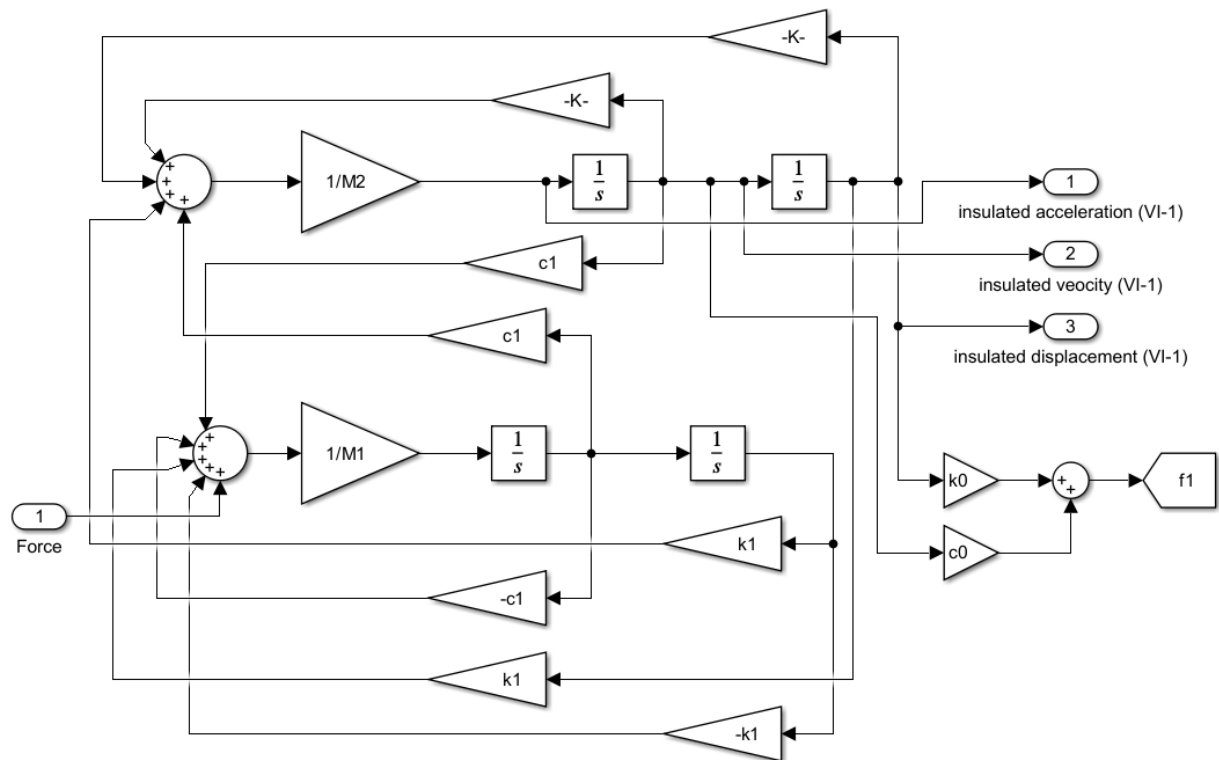 -K-
-K-
+
+
+
+
1/M2
1
s
1
s
1
insulated acceleration (VI-1)
c1
2
insulated veocity (VI-1)
c1
3
insulated displacement (VI-1)
+
+
+
+
+
1/M1
1
s
1
s
k0
+
+
f1
1
Force
k1
c0
-c1
k1
-k1